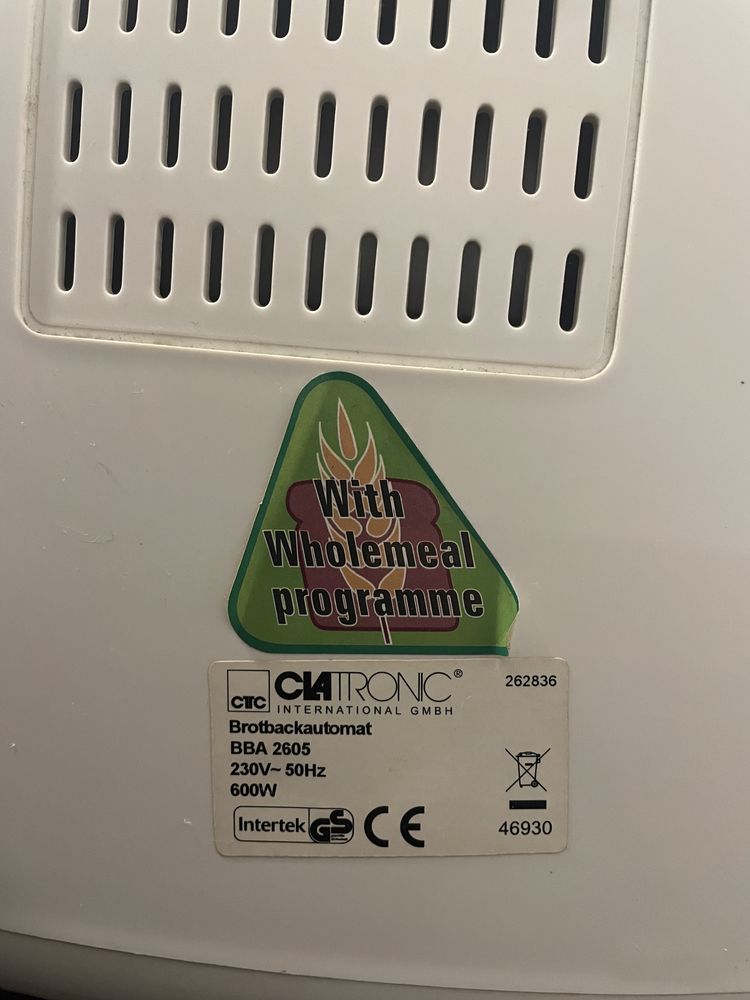 With
Wholemeal
programme
CTC CLATRONIC® 262836
INTERNATIONAL GMBH
Brotbackautomat
BBA 2605
230V~ 50Hz
600W
Intertek GS CE 46930